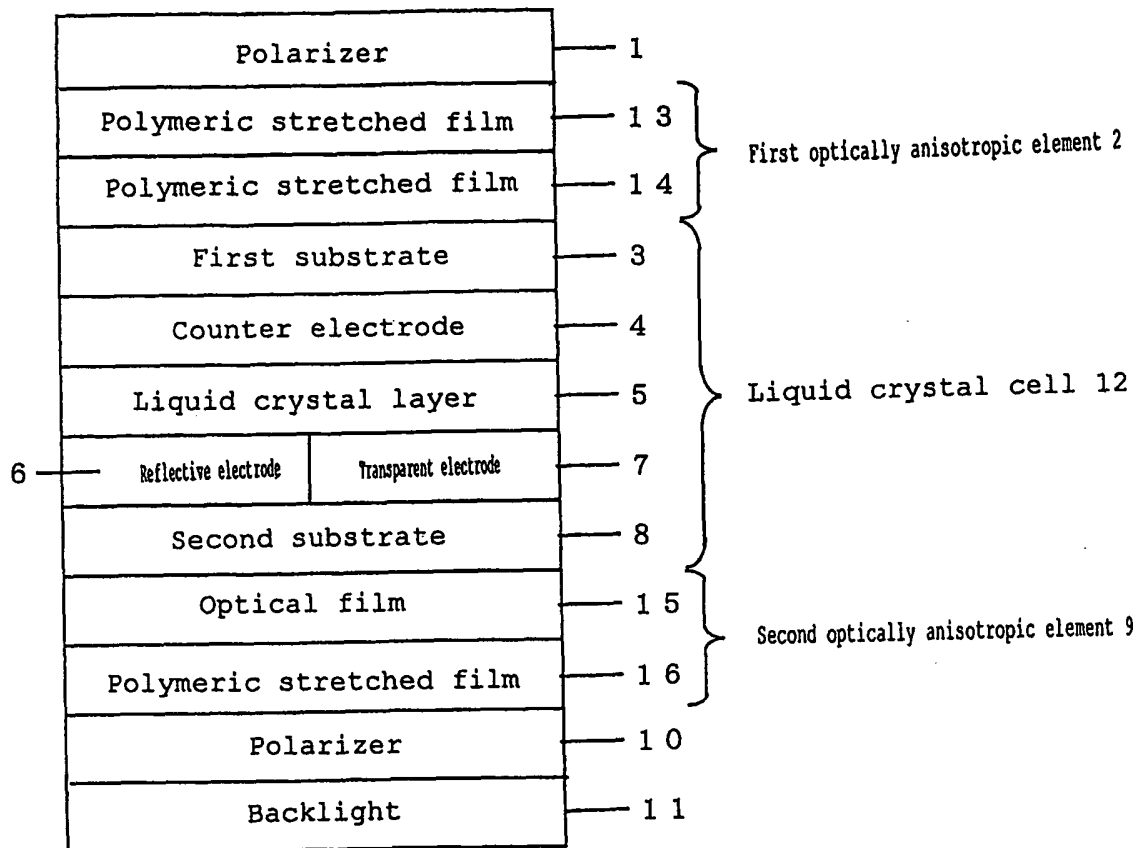 Polarizer 1
Polymeric stretched film 13
First optically anisotropic element 2
Polymeric stretched film 14
First substrate 3
Counter electrode 4
Liquid crystal layer 5
Liquid crystal cell 12
6 Reflective electrode Transparent electrode 7
Second substrate 8
Optical film 15
Second optically anisotropic element 9
Polymeric stretched film 16
Polarizer 10
Backlight 11